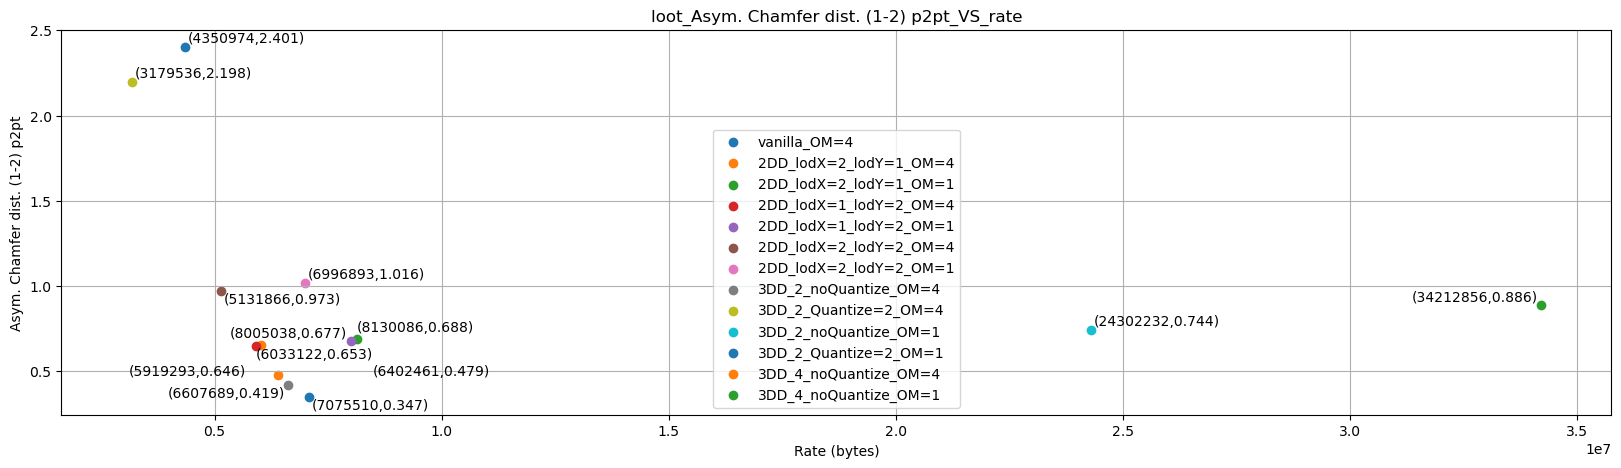 loot_Asym. Chamfer dist. (1-2) p2pt_VS_rate
Asym. Chamfer dist. (1-2) p2pt
2.5
2.0
1.5
1.0
0.5
(4350974,2.401)
(3179536,2.198)
(6996893,1.016)
(5131866,0.973)
(8005038,0.677)
(8130086,0.688)
(6033122,0.653)
(5919293,0.646)
(6402461,0.479)
(6607689,0.419)
(7075510,0.347)
(24302232,0.744)
(34212856,0.886)
vanilla_OM=4
2DD_lodX=2_lodY=1_OM=4
2DD_lodX=2_lodY=1_OM=1
2DD_lodX=1_lodY=2_OM=4
2DD_lodX=1_lodY=2_OM=1
2DD_lodX=2_lodY=2_OM=4
2DD_lodX=2_lodY=2_OM=1
3DD_2_noQuantize_OM=4
3DD_2_Quantize=2_OM=4
3DD_2_noQuantize_OM=1
3DD_2_Quantize=2_OM=1
3DD_4_noQuantize_OM=4
3DD_4_noQuantize_OM=1
0.5
1.0
1.5
2.0
2.5
3.0
3.5
1e7
Rate (bytes)